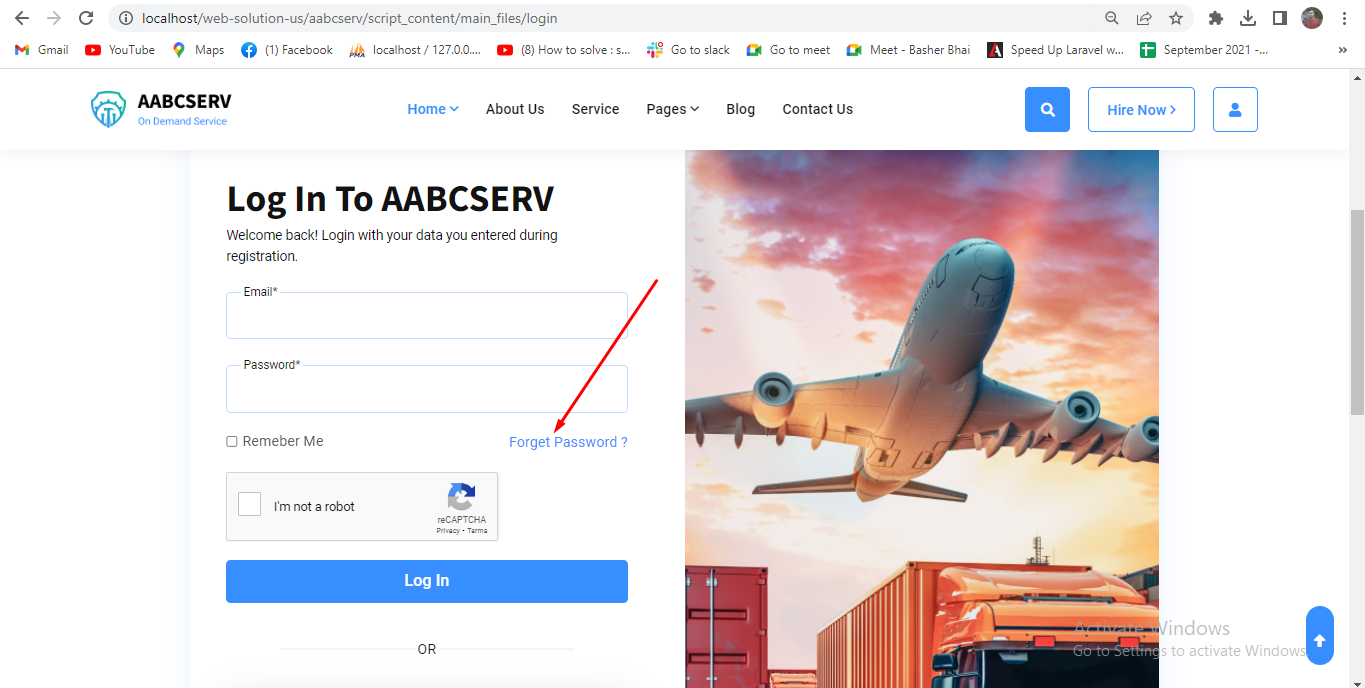 localhost/web-solution-us/aabcserv/script_content/main_files/login
Gmail YouTube Maps (1) Facebook localhost / 127.0.0.... (8) How to solve : s... Go to slack Go to meet Meet - Basher Bhai Speed Up Laravel w... September 2021 -... »
AABCSERV
On Demand Service
Home About Us Service Pages Blog Contact Us
Hire Now
Log In To AABCSERV
Welcome back! Login with your data you entered during
registration.
Email*
Password*
Remeber Me Forget Password ?
I'm not a robot
reCAPTCHA
Privacy - Terms
Log In
OR
Activate Windows
Go to Settings to activate Windows